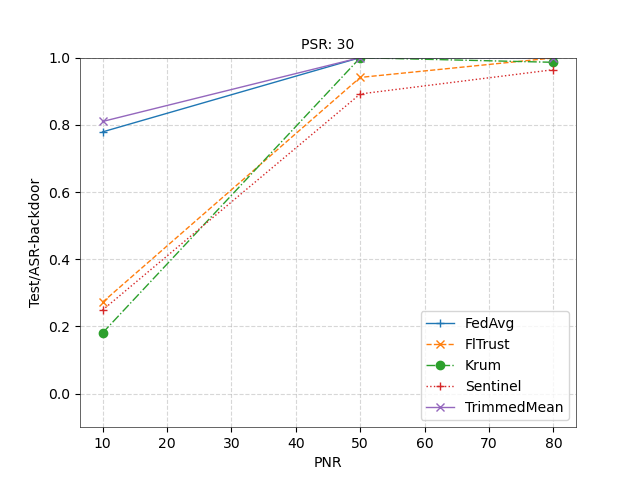 PSR: 30
Test/ASR-backdoor
1.0
0.8
0.6
0.4
0.2
0.0
10 20 30 40 50 60 70 80
PNR
FedAvg
FlTrust
Krum
Sentinel
TrimmedMean